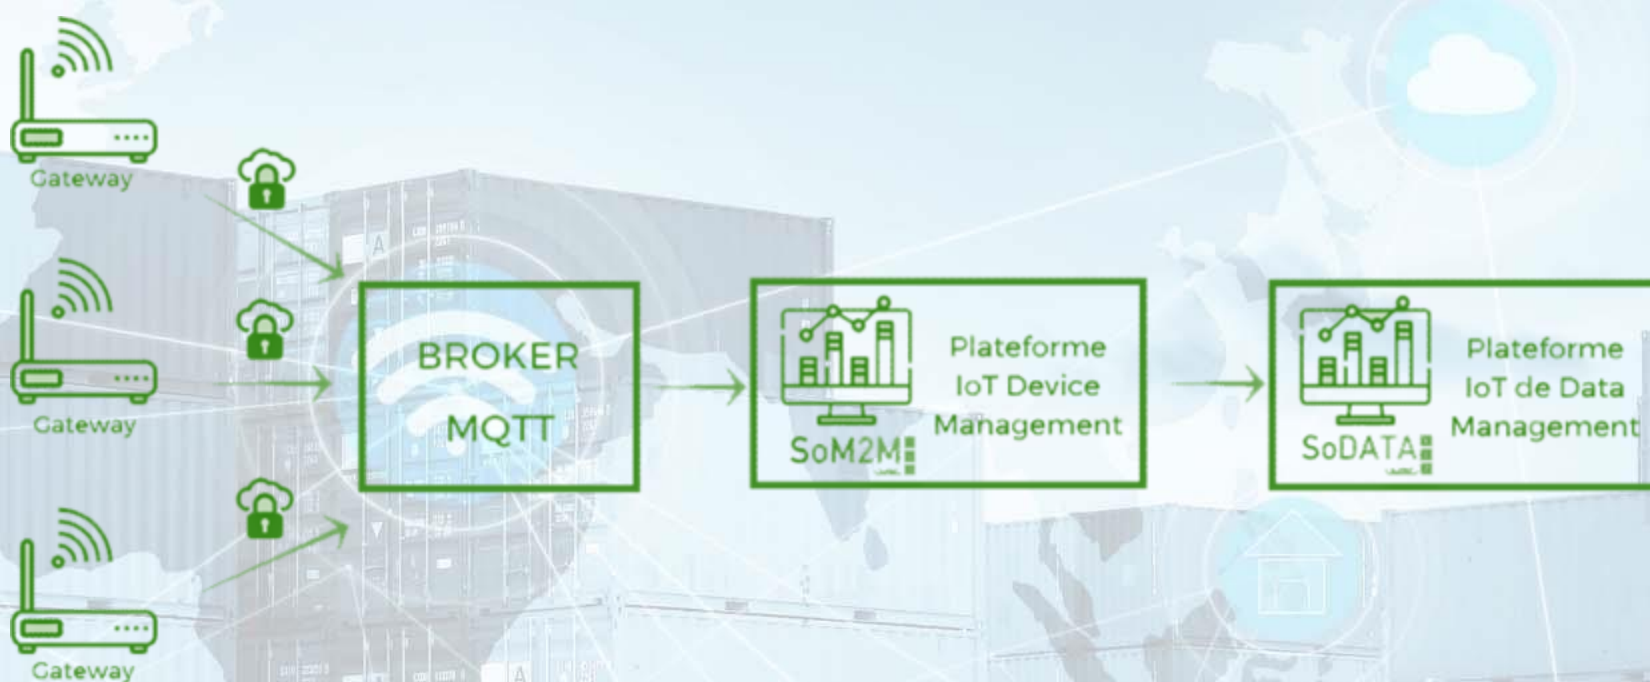 Gateway
Gateway
Gateway
BROKER
MQTT
SoM2M
Plateforme
IoT Device
Management
SoDATA
Plateforme
IoT de Data
Management
A
A